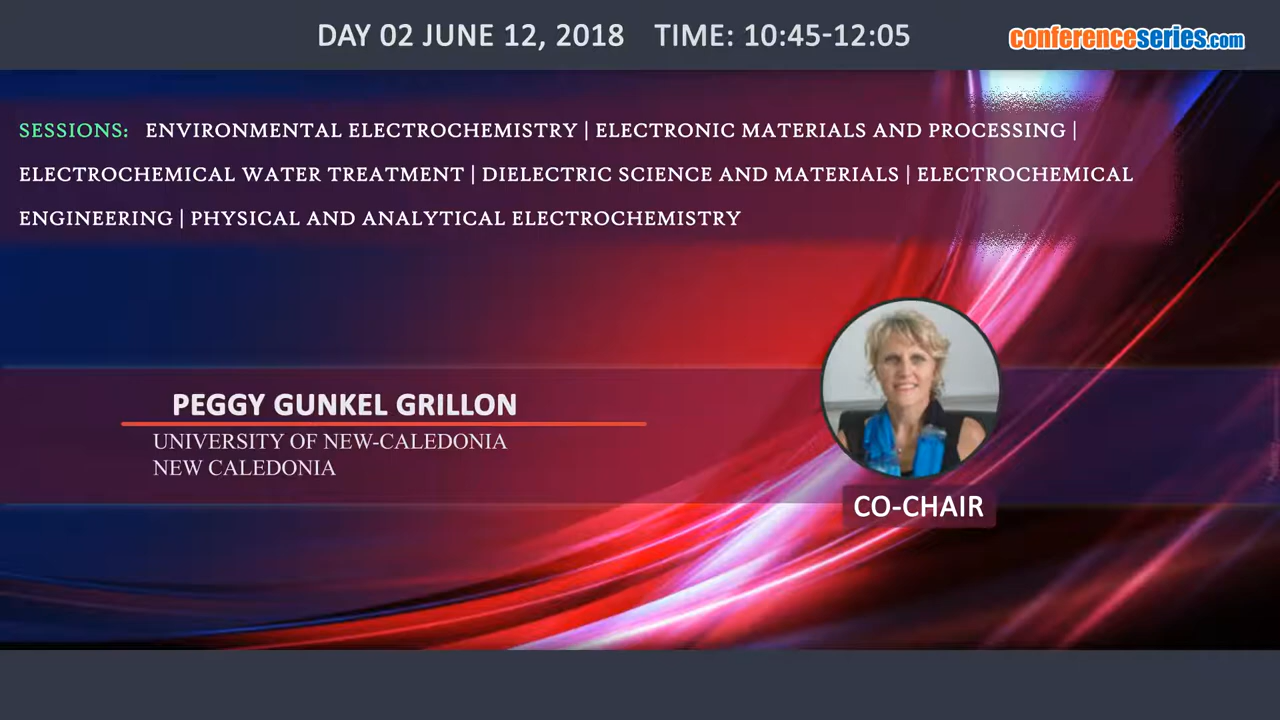 DAY 02 JUNE 12, 2018 TIME: 10:45-12:05
conferenceseries.com
SESSIONS: ENVIRONMENTAL ELECTROCHEMISTRY | ELECTRONIC MATERIALS AND PROCESSING |
ELECTROCHEMICAL WATER TREATMENT | DIELECTRIC SCIENCE AND MATERIALS | ELECTROCHEMICAL
ENGINEERING | PHYSICAL AND ANALYTICAL ELECTROCHEMISTRY
PEGGY GUNKEL GRILLON
UNIVERSITY OF NEW-CALEDONIA
NEW CALEDONIA
CO-CHAIR